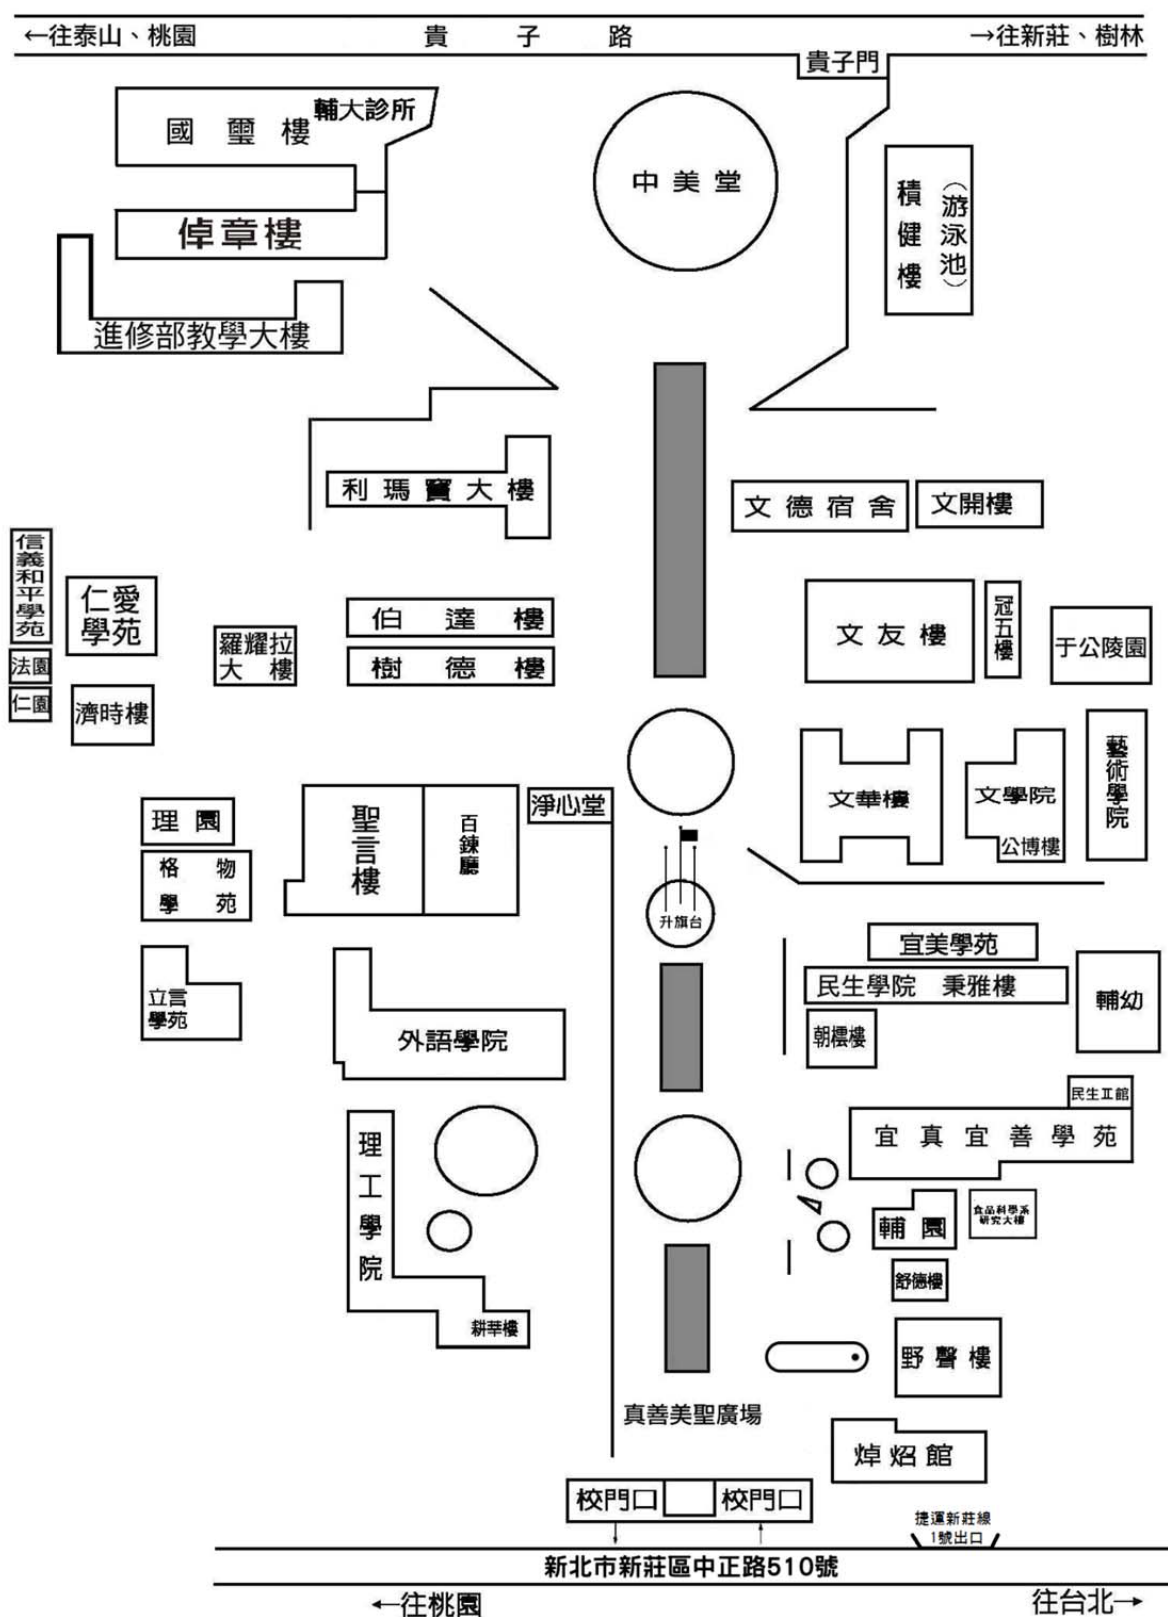 ←往泰山、桃園
貴子路
→往新莊、樹林
貴子門
國璽樓
輔大診所
中美堂
積健樓
（游泳池）
倬章樓
進修部教學大樓
利瑪竇大樓
文德宿舍
文開樓
信義和平學苑
仁愛
學苑
伯達樓
羅耀拉
大樓
樹德樓
文友樓
冠五樓
于公陵園
法園
仁園
濟時樓
藝術學院
文華樓
文學院
公博樓
理園
格物
學苑
聖言樓
百鍊廳
淨心堂
升旗台
宜美學苑
民生學院 秉雅樓
輔幼
立言
學苑
外語學院
朝橒樓
民生Ⅱ館
宜真宜善學苑
理工學院
輔園
食品科學系
研究大樓
舒德樓
耕莘樓
野聲樓
真善美聖廣場
焯炤館
校門口
校門口
捷運新莊線
1號出口
新北市新莊區中正路510號
←往桃園
往台北→